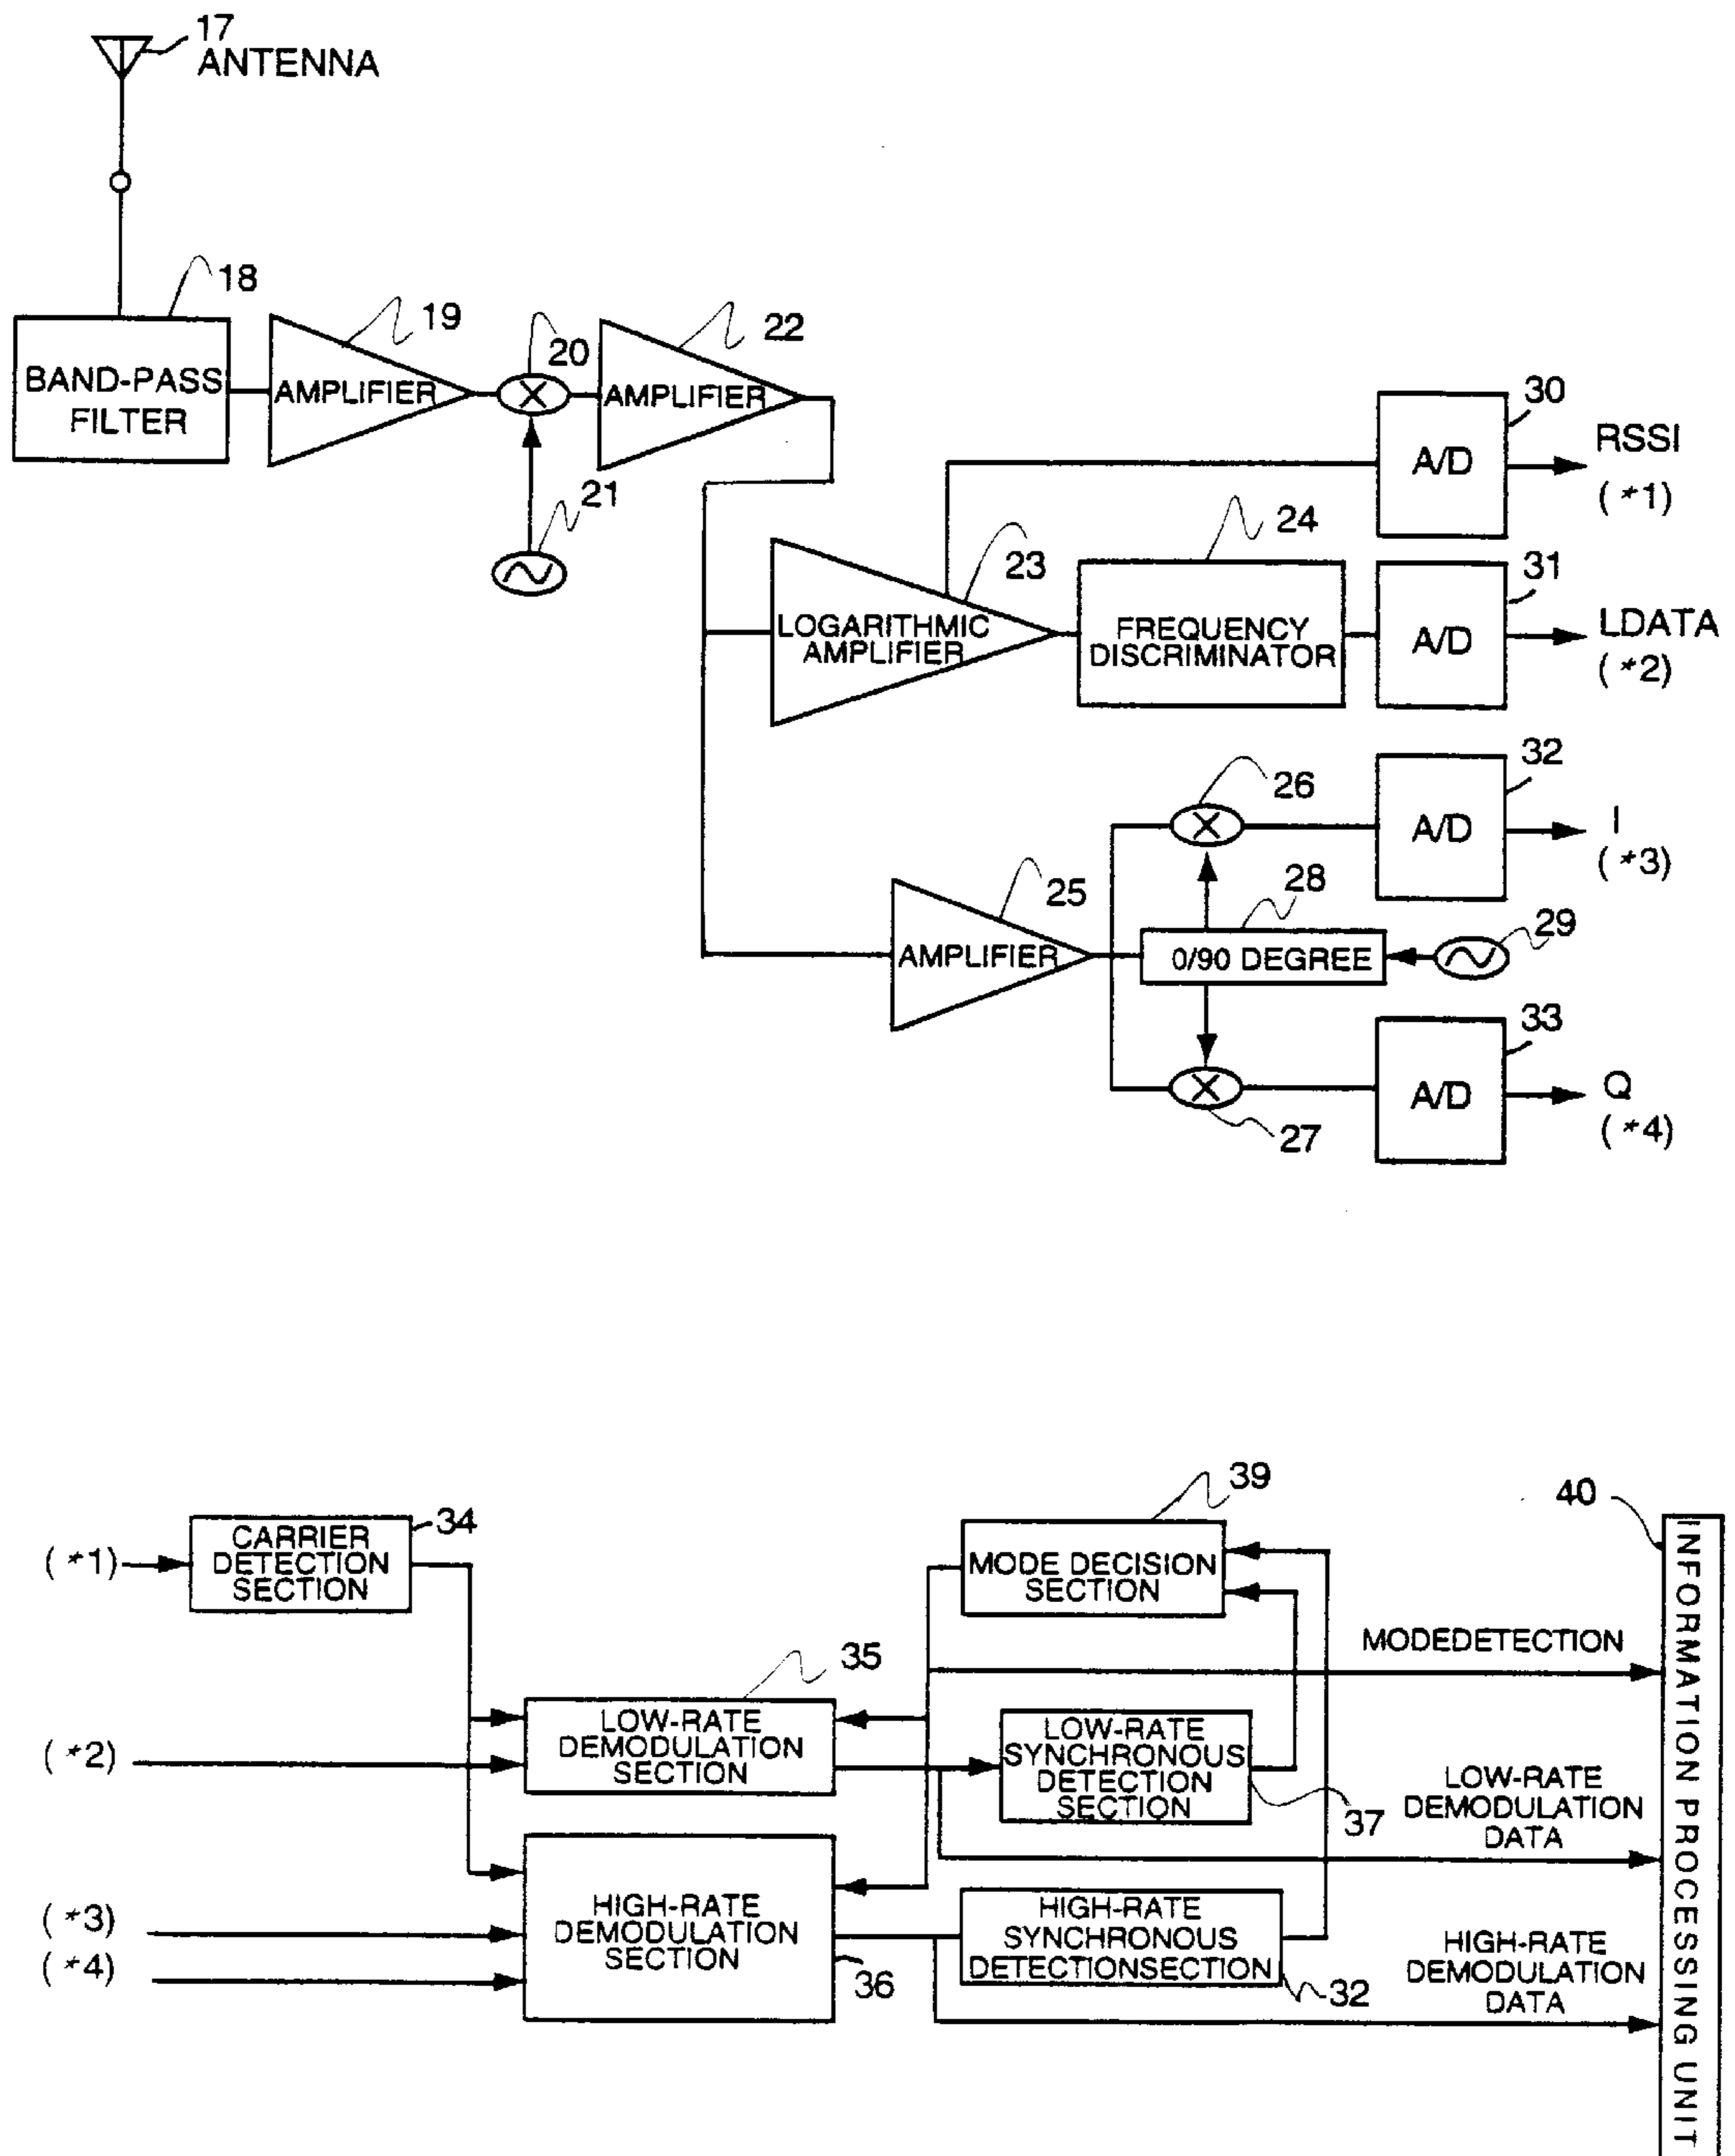 17
ANTENNA
18
19
20
22
BAND-PASS
FILTER
AMPLIFIER
AMPLIFIER
21
30
A/D
RSSI
(*1)
23
24
31
LOGARITHMIC
AMPLIFIER
FREQUENCY
DISCRIMINATOR
A/D
LDATA
(*2)
26
32
A/D
I
(*3)
25
28
29
AMPLIFIER
0/90 DEGREE
33
27
A/D
Q
(*4)
39
40
(*1)
CARRIER
DETECTION
SECTION
34
MODE DECISION
SECTION
MODEDETECTION
35
(*2)
LOW-RATE
DEMODULATION
SECTION
LOW-RATE
SYNCHRONOUS
DETECTION
SECTION
37
LOW-RATE
DEMODULATION
DATA
(*3)
(*4)
HIGH-RATE
DEMODULATION
SECTION
36
HIGH-RATE
SYNCHRONOUS
DETECTIONSECTION
32
HIGH-RATE
DEMODULATION
DATA
INFORMATION PROCESSING UNIT